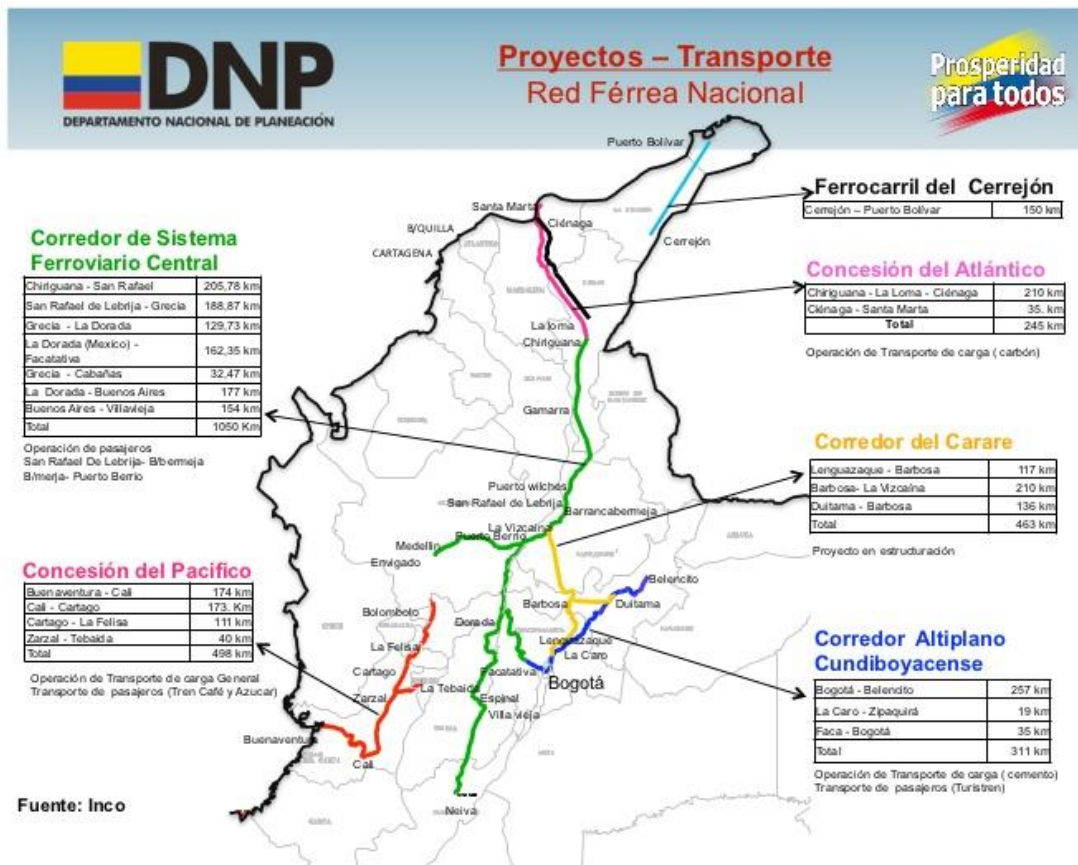 DNP
DEPARTAMENTO NACIONAL DE PLANEACIÓN
Proyectos – Transporte
Red Férrea Nacional
Prosperidad
para todos
Puerto Bolívar
Santa Marta
Ciénaga
B/QUILLA
CARTAGENA
Cerrejón
La loma
Chiriguana
Gamarra
Puerto wilches
San Rafael de Lebrija
Barrancabermeja
La Vizcaína
Puerto Berrio
Medellín
Envigado
Belencito
Bolombolo
Barbosa
Duitama
Dorada
La Felisa
Lenguazaque
La Caro
Cartago
Facatativa
Bogotá
La Tebaida
Zarzal
Espinal
Villa vieja
Buenaventura
Cali
Neiva
Ferrocarril del Cerrejón
Cerrejón – Puerto Bolívar 150 km
Corredor de Sistema
Ferroviario Central
Chiriguana - San Rafael 205,78 km
San Rafael de Lebrija - Grecia 188,87 km
Grecia - La Dorada 129,73 km
La Dorada (Mexico) -
Facatativa 162,35 km
Grecia - Cabañas 32,47 km
La Dorada - Buenos Aires 177 km
Buenos Aires - Villavieja 154 km
Total 1050 Km
Operación de pasajeros
San Rafael De Lebrija- B/bermeja
B/merja- Puerto Berrio
Concesión del Atlántico
Chiriguana - La Loma - Ciénaga 210 km
Ciénaga - Santa Marta 35. km
Total 245 km
Operación de Transporte de carga ( carbón)
Corredor del Carare
Lenguazaque - Barbosa 117 km
Barbosa- La Vizcaína 210 km
Duitama - Barbosa 136 km
Total 463 km
Proyecto en estructuración
Concesión del Pacifico
Buenaventura - Cali 174 km
Cali - Cartago 173. Km
Cartago - La Felisa 111 km
Zarzal - Tebaida 40 km
Total 498 km
Operación de Transporte de carga General
Transporte de pasajeros (Tren Café y Azucar)
Corredor Altiplano
Cundiboyacense
Bogotá - Belencito 257 km
La Caro - Zipaquirá 19 km
Faca - Bogotá 35 km
Total 311 km
Operación de Transporte de carga ( cemento)
Transporte de pasajeros (Turistren)
Fuente: Inco